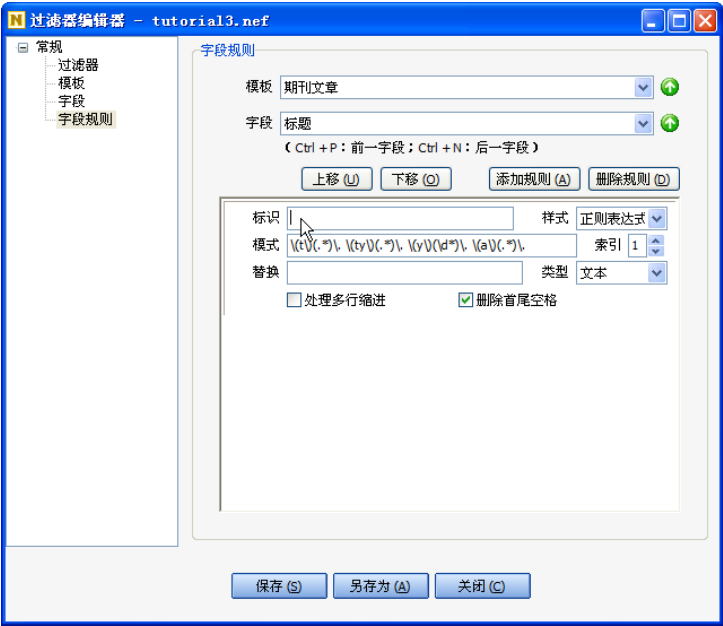 N 过滤器编辑器 - tutorial3.nef
常规
过滤器
模板
字段
字段规则
字段规则
模板 期刊文章
字段 标题
(Ctrl+P:前一字段;Ctrl+N:后一字段)
上移(U) 下移(O) 添加规则(A) 删除规则(D)
标识 样式 正则表达式
模式 \(t\)(.*)\, \(ty\)(.*)\, \(y\)(\d*)\, \(a\)(.*)\, 索引 1
替换 类型 文本
处理多行缩进 删除首尾空格
保存(S) 另存为(A) 关闭(C)